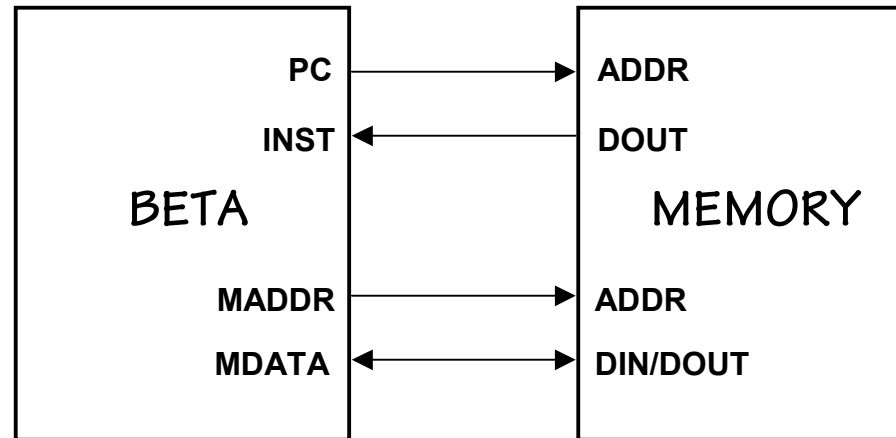 PC ADDR
INST DOUT
BETA MEMORY
MADDR ADDR
MDATA DIN/DOUT